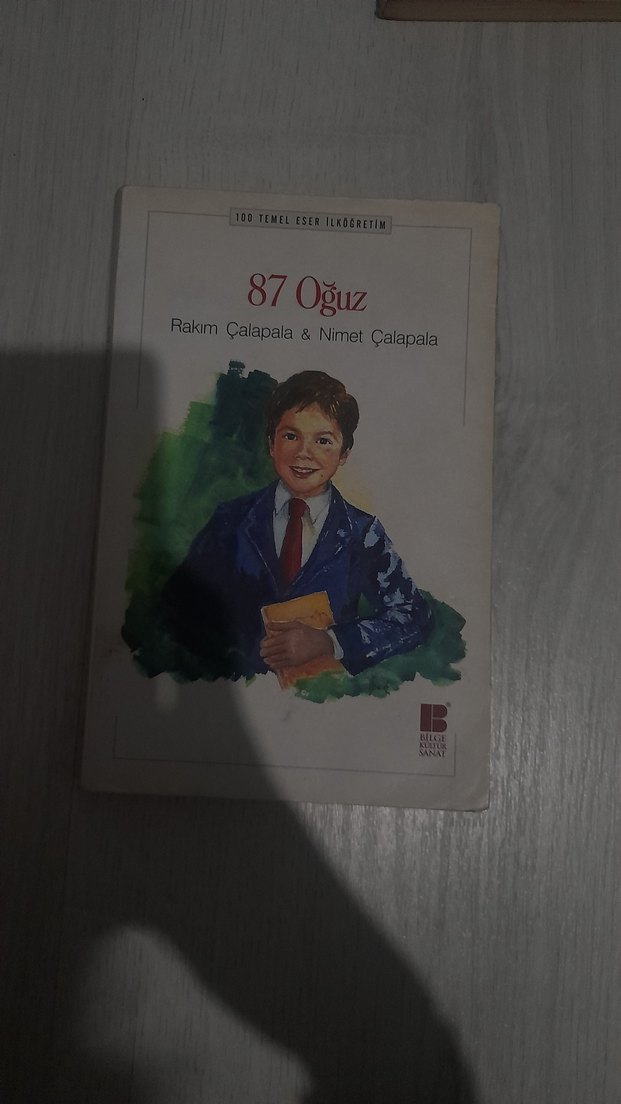 100 TEMEL ESER İLKÖĞRETİM
87 Oğuz
Rakım Çalapala & Nimet Çalapala
B
BİLGE
KÜLTÜR
SANAT